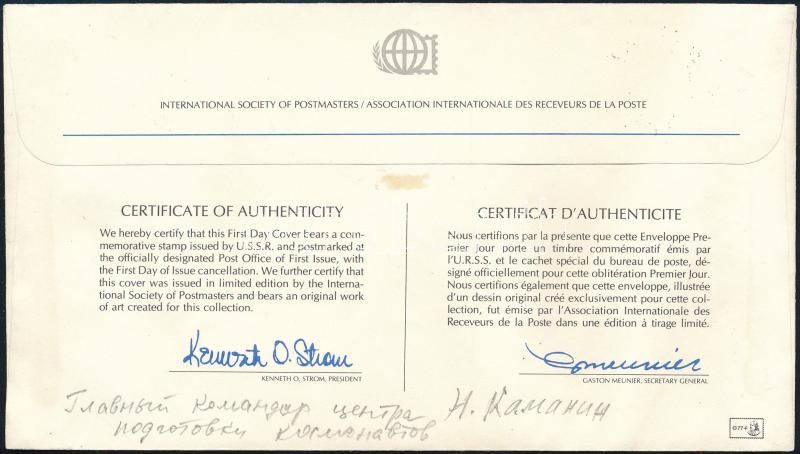 INTERNATIONAL SOCIETY OF POSTMASTERS / ASSOCIATION INTERNATIONALE DES RECEVEURS DE LA POSTE
CERTIFICATE OF AUTHENTICITY
We hereby certify that this First Day Cover bears a com-
memorative stamp issued by U.S.S.R. and postmarked at
the officially designated Post Office of First Issue, with
the First Day of Issue cancellation. We further certify that
this cover was issued in limited edition by the Interna-
tional Society of Postmasters and bears an original work
of art created for this collection.
Kenneth O. Strom
KENNETH O, STROM, PRESIDENT
CERTIFICAT D'AUTHENTICITE
Nous certifions par la présente que cette Enveloppe Pre-
mier Jour porte un timbre commémoratif émis par
l'U.R.S.S. et le cachet spécial du bureau de poste, dé-
signé officiellement pour cette oblitération Premier Jour.
Nous certifions également que cette enveloppe, illustrée
d'un dessin original créé exclusivement pour cette col-
lection, fut émise par l'Association Internationale des
Receveurs de la Poste dans une édition à tirage limité.
Gmeunier
GASTON MEUNIER, SECRETARY GENERAL
Главный командир центра Н. Каманин
подготовки космонавтов